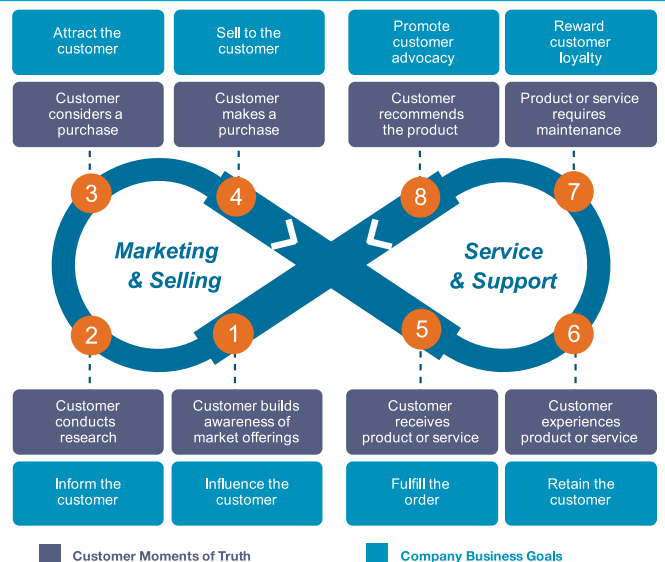 Attract the
customer
Sell to the
customer
Promote
customer
advocacy
Reward
customer
loyalty
Customer
considers a
purchase
Customer
makes a
purchase
Customer
recommends
the product
Product or service
requires
maintenance
3
4
8
7
Marketing
& Selling
Service
& Support
2
1
5
6
Customer
conducts
research
Customer builds
awareness of
market offerings
Customer
receives
product or service
Customer
experiences
product or service
Inform the
customer
Influence the
customer
Fulfill the
order
Retain the
customer
Customer Moments of Truth
Company Business Goals